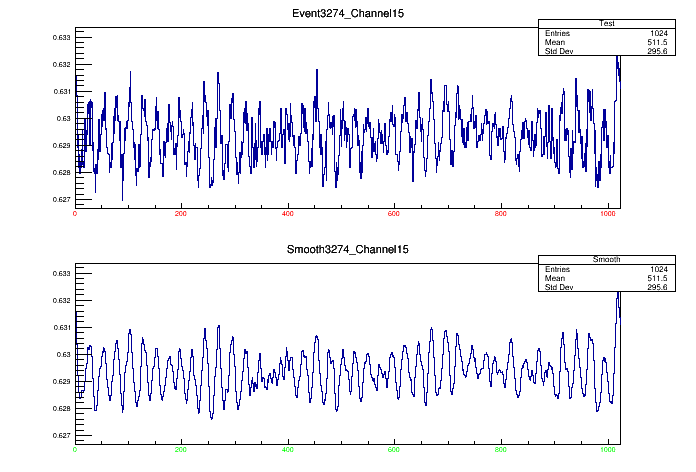 Event3274_Channel15
Test
Entries 1024
Mean 511.5
Std Dev 295.6
0.633
0.632
0.631
0.63
0.629
0.628
0.627
0 200 400 600 800 1000
Smooth3274_Channel15
Smooth
Entries 1024
Mean 511.5
Std Dev 295.6
0.633
0.632
0.631
0.63
0.629
0.628
0.627
0 200 400 600 800 1000